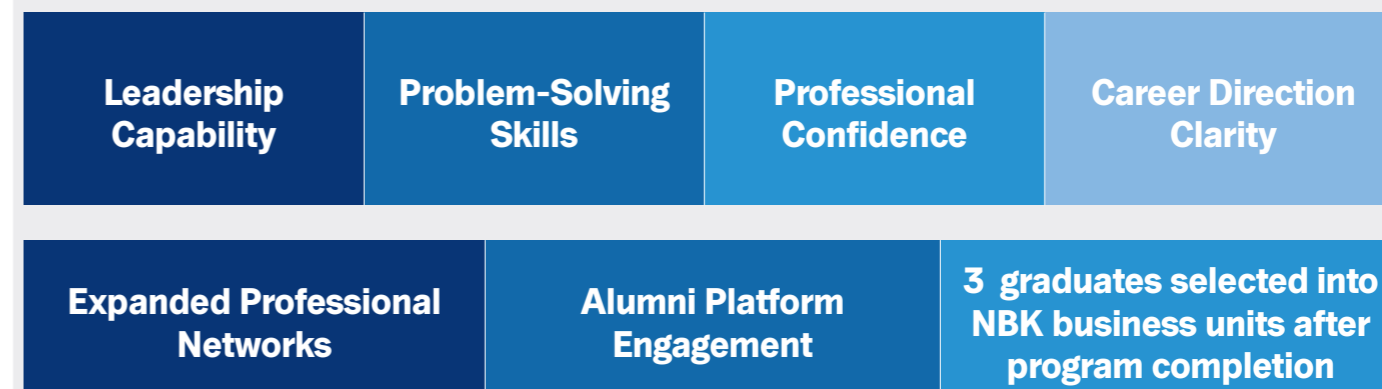 Leadership
Capability
Problem-Solving
Skills
Professional
Confidence
Career Direction
Clarity
Expanded Professional
Networks
Alumni Platform
Engagement
3  graduates selected into
NBK business units after
program completion